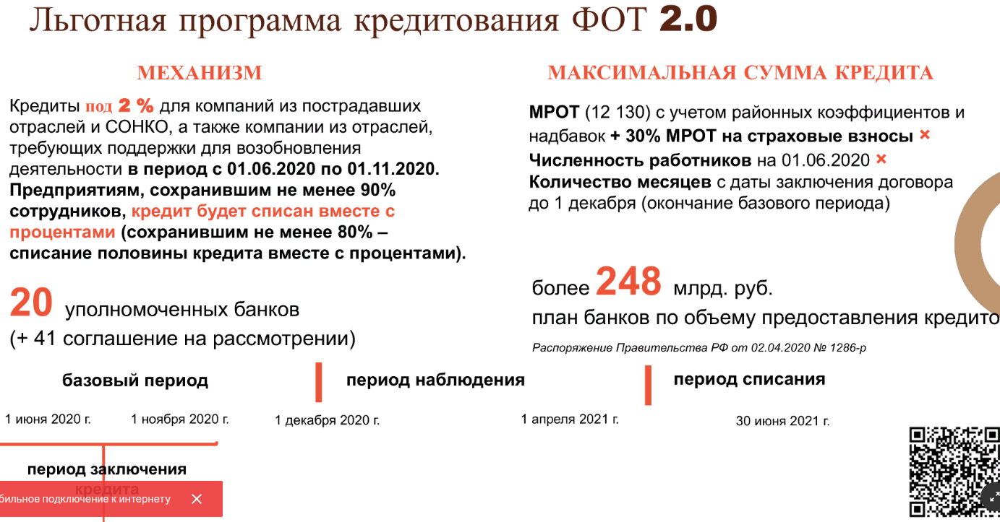 Льготная программа кредитования ФОТ 2.0
МЕХАНИЗМ
Кредиты под 2 % для компаний из пострадавших
отраслей и СОНКО, а также компании из отраслей,
требующих поддержки для возобновления
деятельности в период с 01.06.2020 по 01.11.2020.
Предприятиям, сохранившим не менее 90%
сотрудников, кредит будет списан вместе с
процентами (сохранившим не менее 80% –
списание половины кредита вместе с процентами).
20 уполномоченных банков
(+ 41 соглашение на рассмотрении)
МАКСИМАЛЬНАЯ СУММА КРЕДИТА
МРОТ (12 130) с учетом районных коэффициентов и
надбавок + 30% МРОТ на страховые взносы ×
Численность работников на 01.06.2020 ×
Количество месяцев с даты заключения договора
до 1 декабря (окончание базового периода)
более 248 млрд. руб.
план банков по объему предоставления кредито
Распоряжение Правительства РФ от 02.04.2020 № 1286-р
базовый период
период наблюдения
период списания
1 июня 2020 г.
1 ноября 2020 г.
1 декабря 2020 г.
1 апреля 2021 г.
30 июня 2021 г.
период заключения
кредита
бильное подключение к интернету